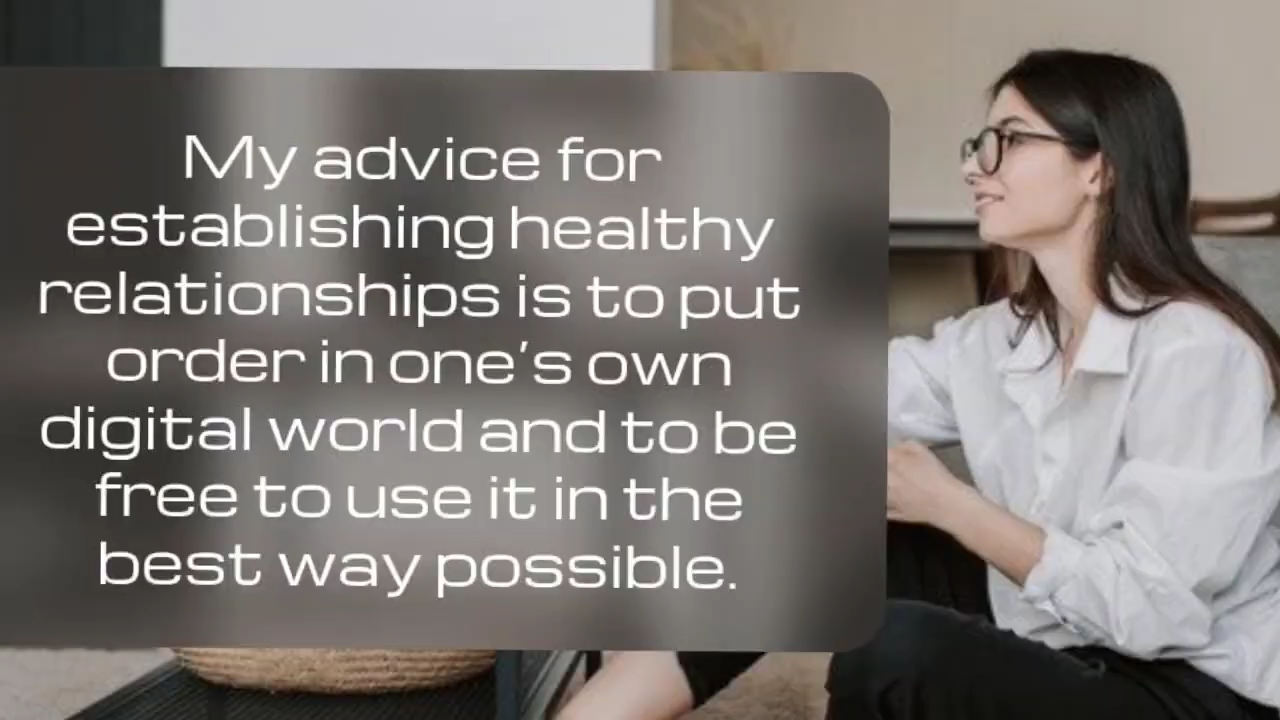 My advice for
establishing healthy
relationships is to put
order in one's own
digital world and to be
free to use it in the
best way possible.